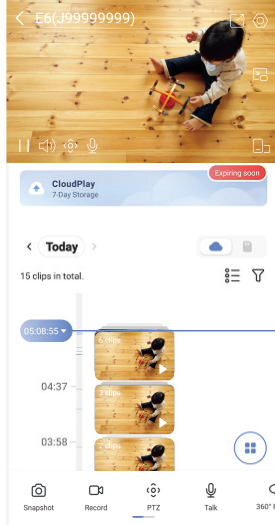 E6(J99999999)
Expiring soon
CloudPlay
7-Day Storage
Today
15 clips in total.
05:08:55
6 clips
04:37
3 clips
03:58
2 clips
Snapshot
Record
PTZ
Talk
360°